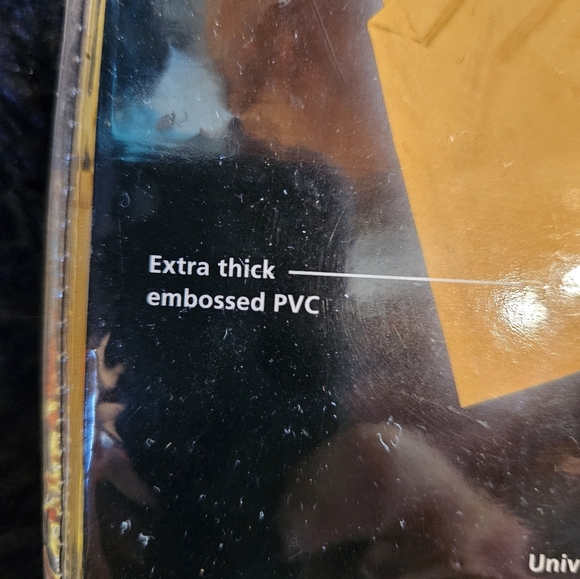 Extra thick
embossed PVC
Univ